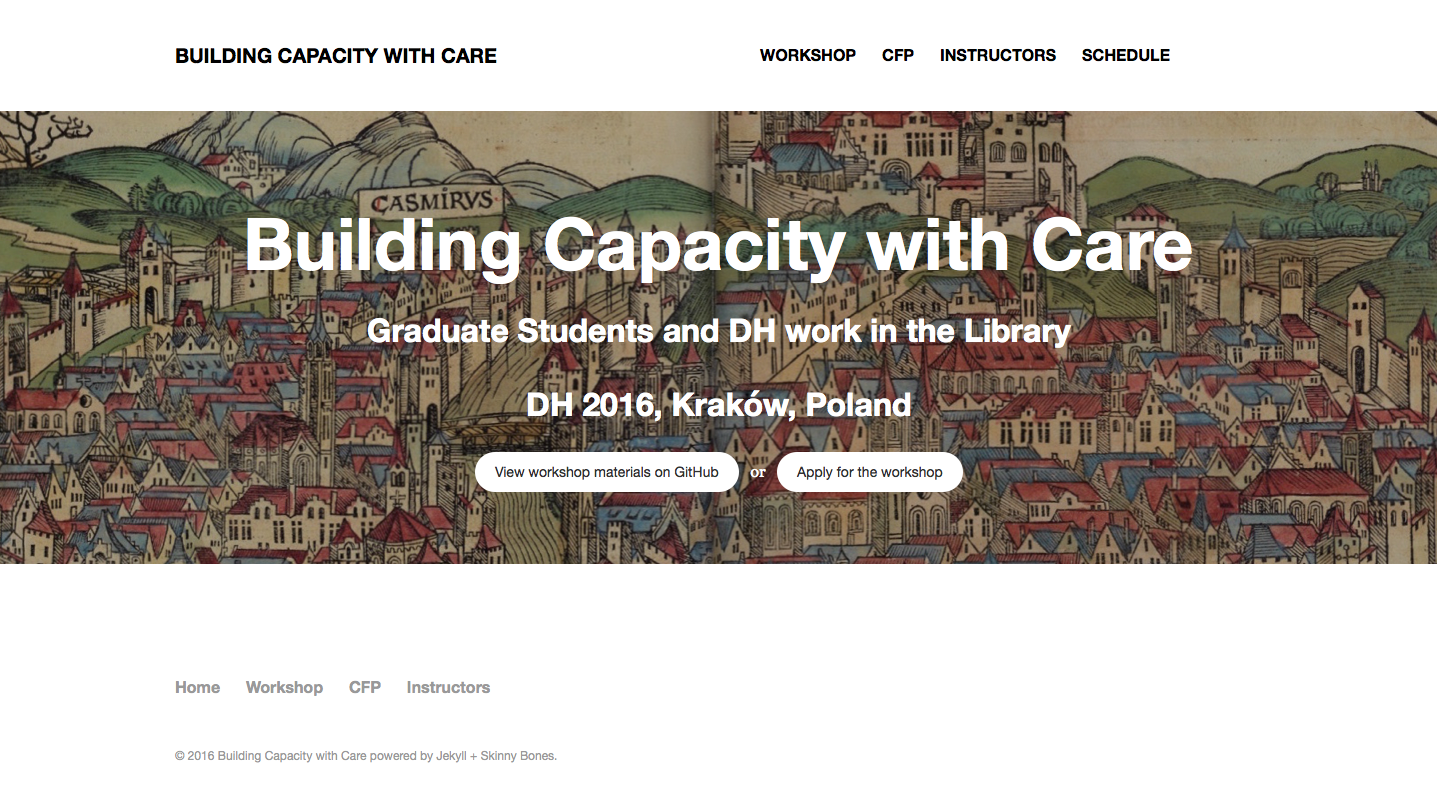 BUILDING CAPACITY WITH CARE WORKSHOP CFP INSTRUCTORS SCHEDULE
CASMIRVS
Building Capacity with Care
Graduate Students and DH work in the Library
DH 2016, Kraków, Poland
View workshop materials on GitHub or Apply for the workshop
Home Workshop CFP Instructors
© 2016 Building Capacity with Care powered by Jekyll + Skinny Bones.